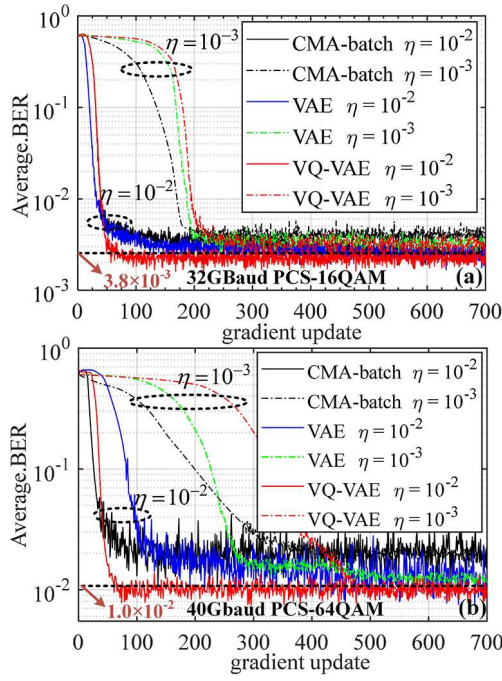 10⁰
10⁻¹
10⁻²
10⁻³
Average.BER
η = 10⁻³
η = 10⁻²
CMA-batch η = 10⁻²
CMA-batch η = 10⁻³
VAE η = 10⁻²
VAE η = 10⁻³
VQ-VAE η = 10⁻²
VQ-VAE η = 10⁻³
3.8×10⁻³
32GBaud PCS-16QAM
(a)
0 100 200 300 400 500 600 700
gradient update
10⁰
10⁻¹
10⁻²
Average.BER
η = 10⁻³
η = 10⁻²
CMA-batch η = 10⁻²
CMA-batch η = 10⁻³
VAE η = 10⁻²
VAE η = 10⁻³
VQ-VAE η = 10⁻²
VQ-VAE η = 10⁻³
1.0×10⁻²
40Gbaud PCS-64QAM
(b)
0 100 200 300 400 500 600 700
gradient update